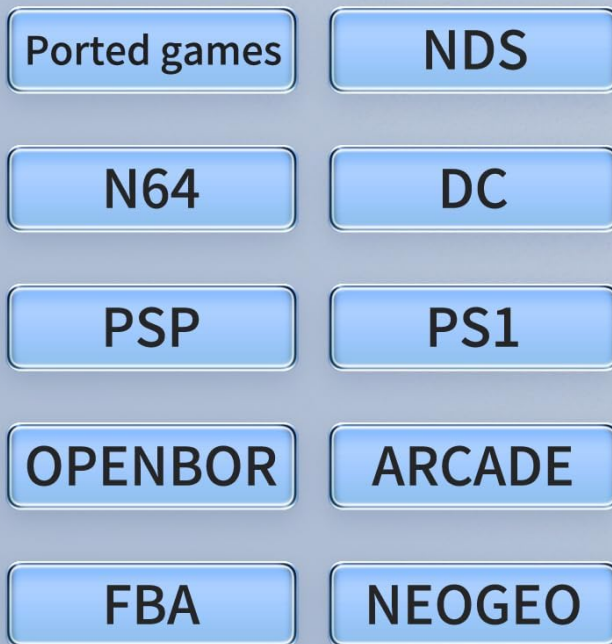 Ported games
NDS
N64
DC
PSP
PS1
OPENBOR
ARCADE
FBA
NEOGEO